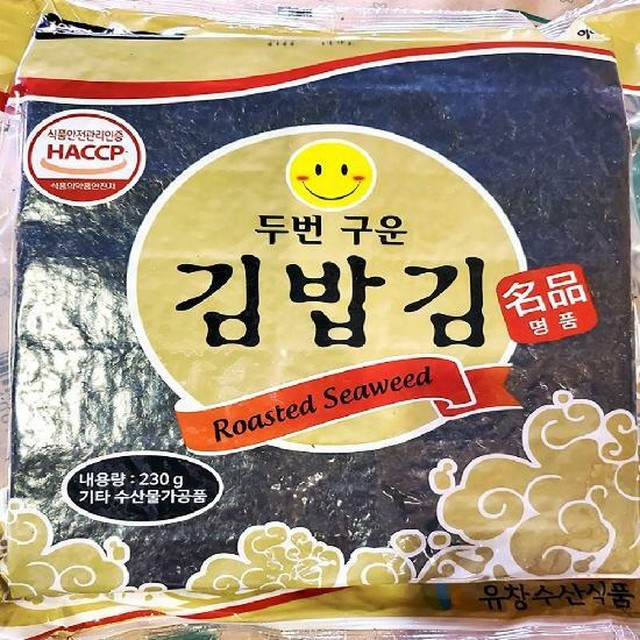 식품안전관리인증
HACCP
식품의약품안전처
두번 구운
김밥김
名品
명품
Roasted Seaweed
내용량 : 230 g
기타 수산물가공품
유창수산식품